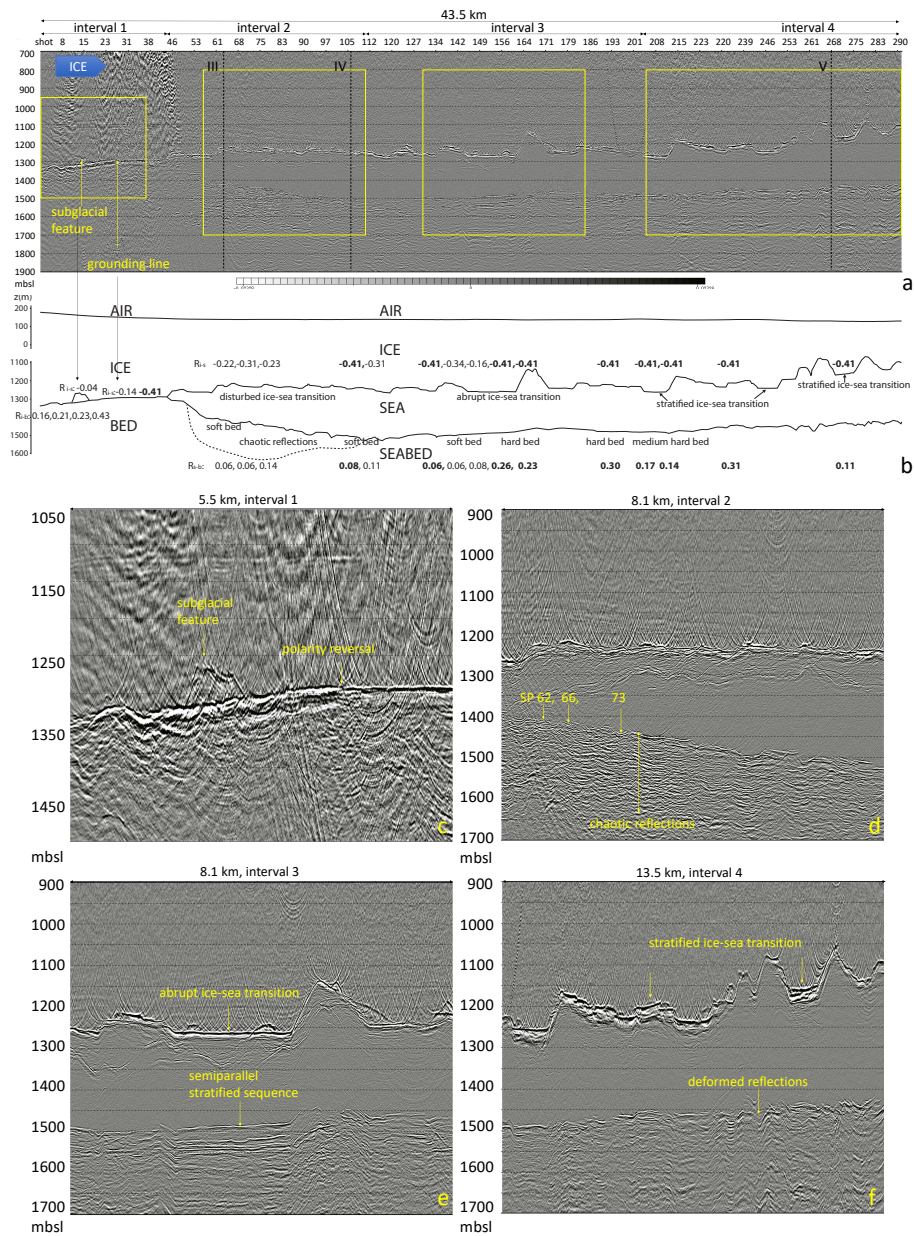 43.5 km
interval 1 interval 2 interval 3 interval 4
shot 8 15 23 31 38 46 53 61 68 75 83 90 98 105 112 119 127 134 142 149 156 164 171 179 186 193 201 208 215 223 230 238 245 253 260 268 275 283 290
700
800
900
1000
1100
1200
1300
1400
1500
1600
1700
1800
1900
mbsl
ICE
III
IV
V
subglacial
feature
grounding line
a
z(m)
200
100
0
AIR AIR
ICE
1100
1200
1300
1400
1500
1600
ICE
Ri-s -0.22,-0.31,-0.23 -0.41,-0.31 -0.41,-0.34,-0.16,-0.41,-0.41 -0.41 -0.41,-0.41 -0.41 -0.41
-0.04 -0.14 -0.41
0.16,0.21,0.23,0.43
disturbed ice-sea transition
abrupt ice-sea transition
stratified ice-sea transition
stratified ice-sea transition
SEA
BED
soft bed
chaotic reflections
soft bed
soft bed
hard bed
hard bed
medium hard bed
SEABED
0.06, 0.06, 0.14 0.08, 0.11 0.06, 0.06, 0.08, 0.26, 0.23 0.30 0.17 0.14 0.31 0.11
b
5.5 km, interval 1
1050
1150
1250
1350
1450
mbsl
subglacial
feature
polarity reversal
c
8.1 km, interval 2
900
1000
1100
1200
1300
1400
1500
1600
1700
SP 62, 66, 73
chaotic reflections
d
8.1 km, interval 3
900
1000
1100
1200
1300
1400
1500
1600
1700
mbsl
abrupt ice-sea transition
semiparallel
stratified sequence
e
13.5 km, interval 4
900
1000
1100
1200
1300
1400
1500
1600
1700
mbsl
stratified ice-sea transition
deformed reflections
f